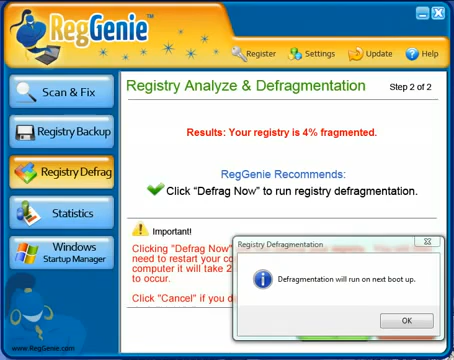 RegGenie™
Register
Settings
Update
Help
Scan & Fix
Registry Backup
Registry Defrag
Statistics
Windows
Startup Manager
www.RegGenie.com
Registry Analyze & Defragmentation
Step 2 of 2
Results: Your registry is 4% fragmented.
RegGenie Recommends:
Click "Defrag Now" to run registry defragmentation.
Important!
Clicking "Defrag
need to restart your co
computer it will take 2
to occur.
Click "Cancel" if you d
Registry Defragmentation
Defragmentation will run on next boot up.
OK